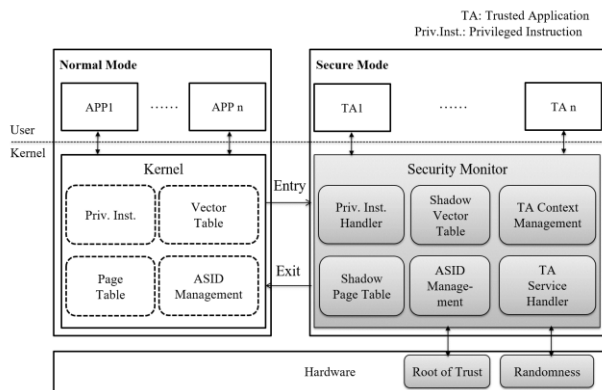 TA: Trusted Application
Priv.Inst.: Privileged Instruction
Normal Mode
Secure Mode
APP1
......
APP n
TA1
......
TA n
User
Kernel
Kernel
Security Monitor
Priv. Inst.
Vector
Table
Entry
Priv. Inst.
Handler
Shadow
Vector
Table
TA Context
Management
Page
Table
ASID
Management
Exit
Shadow
Page Table
ASID
Manage-
ment
TA
Service
Handler
Hardware
Root of Trust
Randomness